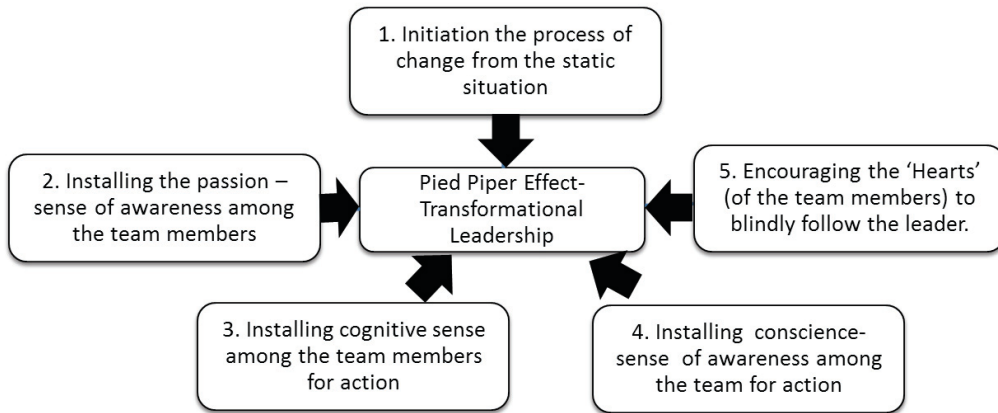 1. Initiation the process of
change from the static
situation
2. Installing the passion –
sense of awareness among
the team members
Pied Piper Effect-
Transformational
Leadership
5. Encouraging the ‘Hearts’
(of the team members) to
blindly follow the leader.
3. Installing cognitive sense
among the team members
for action
4. Installing conscience-
sense of awareness among
the team for action